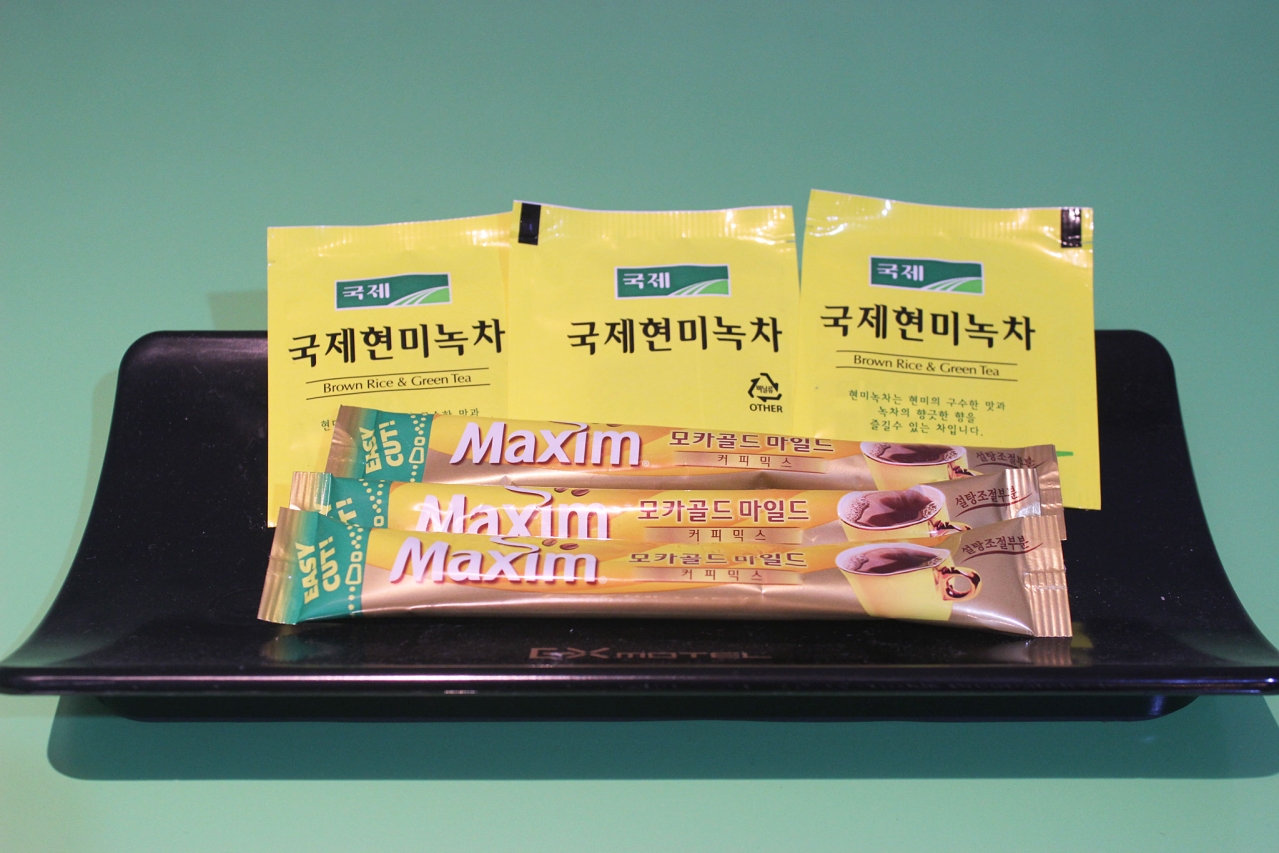 국제
국제현미녹차
Brown Rice & Green Tea
국제
국제현미녹차
비닐류
OTHER
국제
국제현미녹차
Brown Rice & Green Tea
현미녹차는 현미의 구수한 맛과
녹차의 향긋한 향을
즐길수 있는 차입니다.
EASY CUT!
Maxim
모카골드 마일드
커피믹스
설탕조절부분
Maxim
모카골드 마일드
커피믹스
설탕조절부분
EASY CUT!
Maxim
모카골드 마일드
커피믹스
설탕조절부분
MOTEL